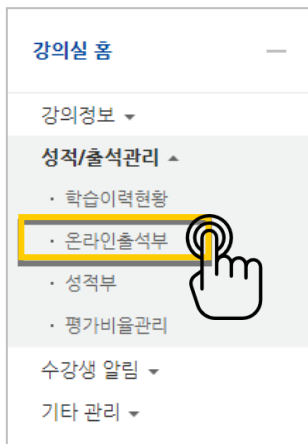 강의실 홈
강의정보 ▾
성적/출석관리 ▴
· 학습이력현황
· 온라인출석부
· 성적부
· 평가비율관리
수강생 알림 ▾
기타 관리 ▾